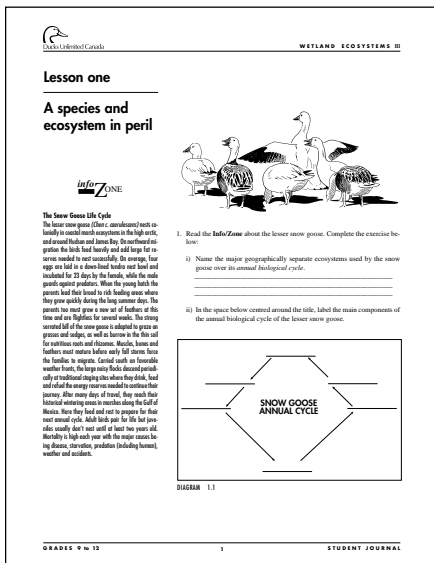 Ducks Unlimited Canada
WETLAND ECOSYSTEMS III
Lesson one
A species and
ecosystem in peril
info ZONE
The Snow Goose Life Cycle
The lesser snow goose (Chen c. caerulescens) nests co-
lonially in coastal marsh ecosystems in the high arctic,
and around Hudson and James Bay. On northward mi-
gration the birds feed heavily and add large fat re-
serves needed to nest successfully. On average, four
eggs are laid in a down-lined tundra nest bowl and
incubated for 23 days by the female, while the male
guards against predators. When the young hatch the
parents lead their brood to rich feeding areas where
they grow quickly during the long summer days. The
parents too must grow a new set of feathers at this
time and are flightless for several weeks. The strong
serrated bill of the snow goose is adapted to graze on
grasses and sedges, as well as burrow in the thin soil
for nutritious roots and rhizomes. Muscles, bones and
feathers must mature before early fall storms force
the families to migrate. Carried south on favorable
weather fronts, the large noisy flocks descend periodi-
cally at traditional staging sites where they drink, feed
and refuel the energy reserves needed to continue their
journey. After many days of travel, they reach their
historical wintering areas in marshes along the Gulf of
Mexico. Here they feed and rest to prepare for their
next annual cycle. Adult birds pair for life but juve-
niles usually don't nest until at least two years old.
Mortality is high each year with the major causes be-
ing disease, starvation, predation (including human),
weather and accidents.
1. Read the Info/Zone about the lesser snow goose. Complete the exercise be-
low:
i) Name the major geographically separate ecosystems used by the snow
goose over its annual biological cycle.
ii) In the space below centred around the title, label the main components of
the annual biological cycle of the lesser snow goose.
SNOW GOOSE
ANNUAL CYCLE
DIAGRAM 1.1
GRADES 9 to 12
1
STUDENT JOURNAL